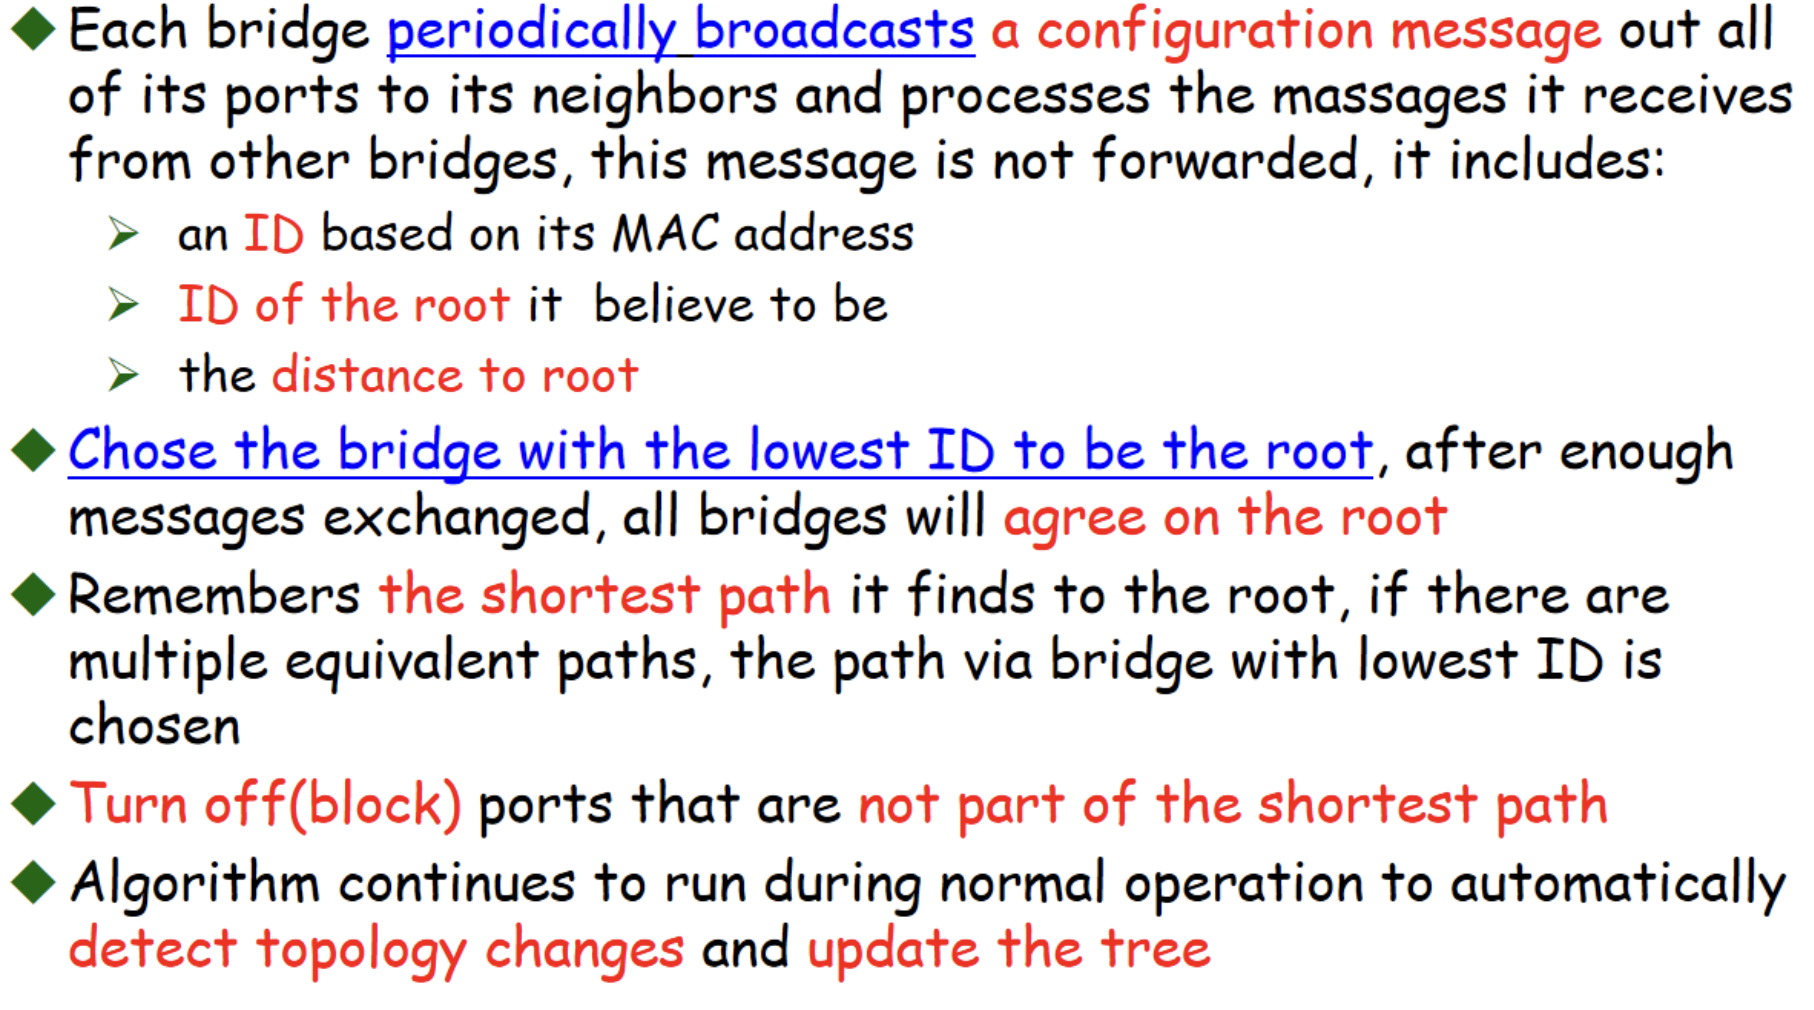 Each bridge periodically broadcasts a configuration message out all
of its ports to its neighbors and processes the massages it receives
from other bridges, this message is not forwarded, it includes:
an ID based on its MAC address
ID of the root it believe to be
the distance to root
Chose the bridge with the lowest ID to be the root, after enough
messages exchanged, all bridges will agree on the root
Remembers the shortest path it finds to the root, if there are
multiple equivalent paths, the path via bridge with lowest ID is
chosen
Turn off(block) ports that are not part of the shortest path
Algorithm continues to run during normal operation to automatically
detect topology changes and update the tree